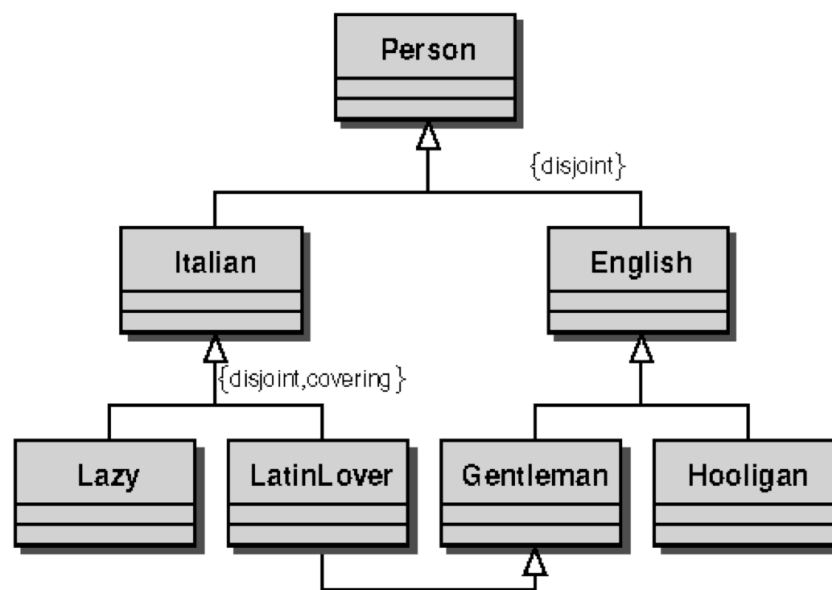 Person
{disjoint}
Italian
English
{disjoint,covering}
Lazy
LatinLover
Gentleman
Hooligan